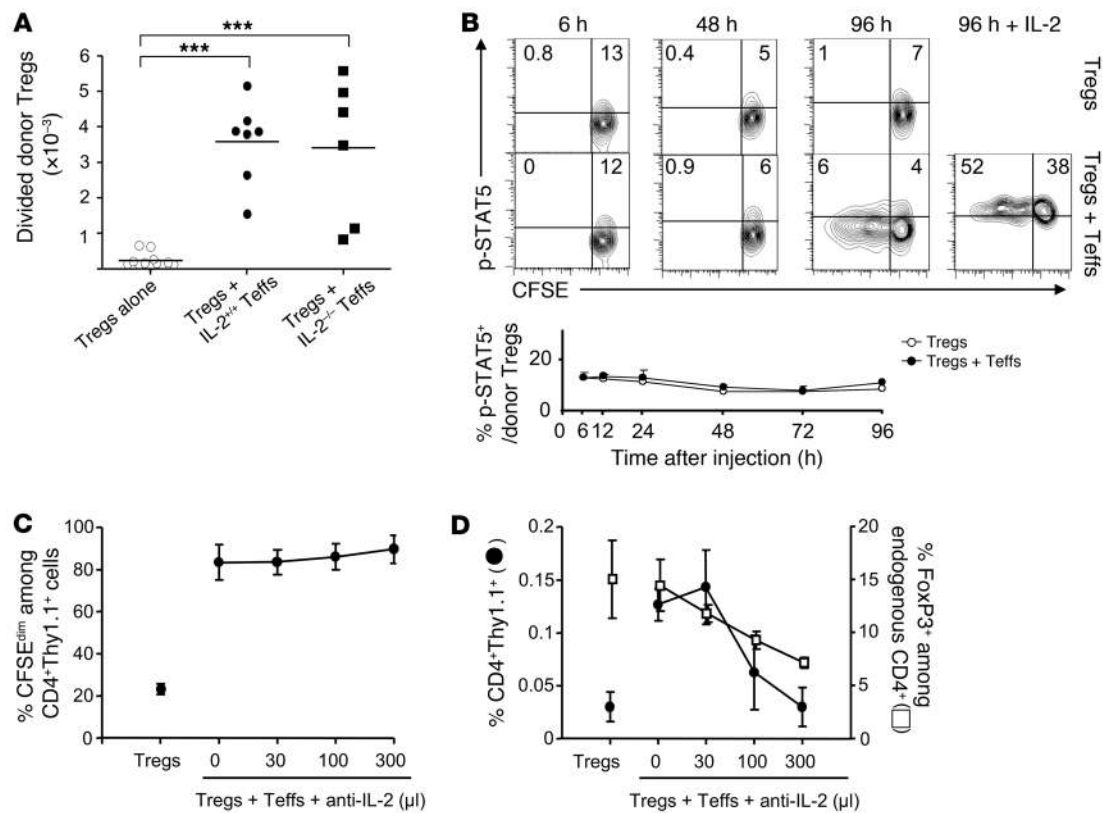 A
***
***
Divided donor Tregs
(×10⁻³)
6
5
4
3
2
1
Tregs alone
Tregs +
IL-2⁺/⁺ Teffs
Tregs +
IL-2⁻/⁻ Teffs
B
6 h
48 h
96 h
96 h + IL-2
0.8
13
0.4
5
1
7
Tregs
0
12
0.9
6
6
4
52
38
Tregs + Teffs
p-STAT5
CFSE
% p-STAT5⁺
/donor Tregs
20
0
Tregs
Tregs + Teffs
0 6 12 24 48 72 96
Time after injection (h)
C
% CFSEᵈⁱᵐ among
CD4⁺Thy1.1⁺ cells
100
80
60
40
20
0
Tregs
0 30 100 300
Tregs + Teffs + anti-IL-2 (µl)
D
% CD4⁺Thy1.1⁺ (●)
0.2
0.15
0.1
0.05
0
20
15
10
5
0
% FoxP3⁺ among
endogenous CD4⁺ (□)
Tregs
0 30 100 300
Tregs + Teffs + anti-IL-2 (µl)